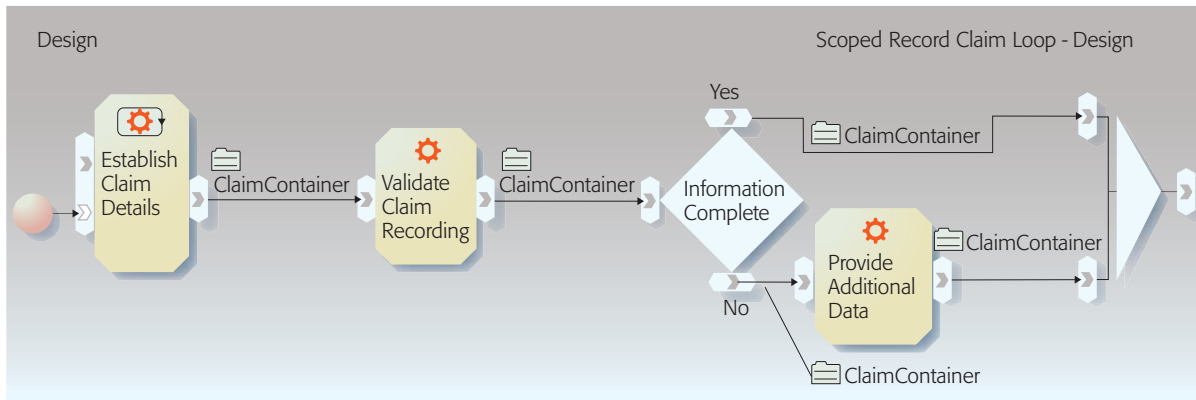 Design
Scoped Record Claim Loop - Design
Establish
Claim
Details
ClaimContainer
Validate
Claim
Recording
ClaimContainer
Information
Complete
Yes
ClaimContainer
No
ClaimContainer
Provide
Additional
Data
ClaimContainer